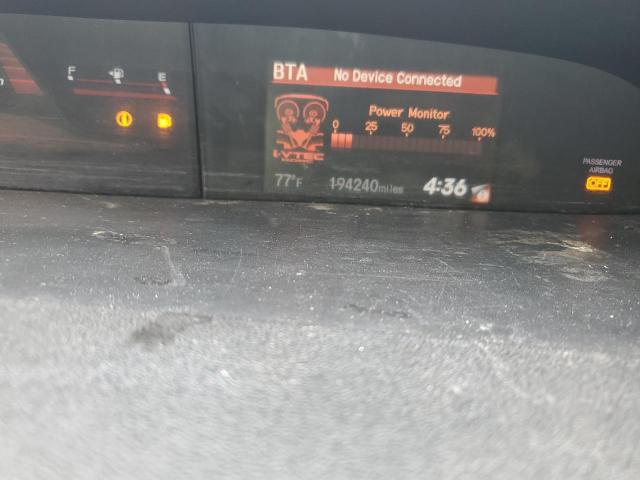 BTA No Device Connected
F E
Power Monitor
0 25 50 75 100%
i-VTEC
77°F 194240miles 4:36
PASSENGER
AIRBAG
OFF